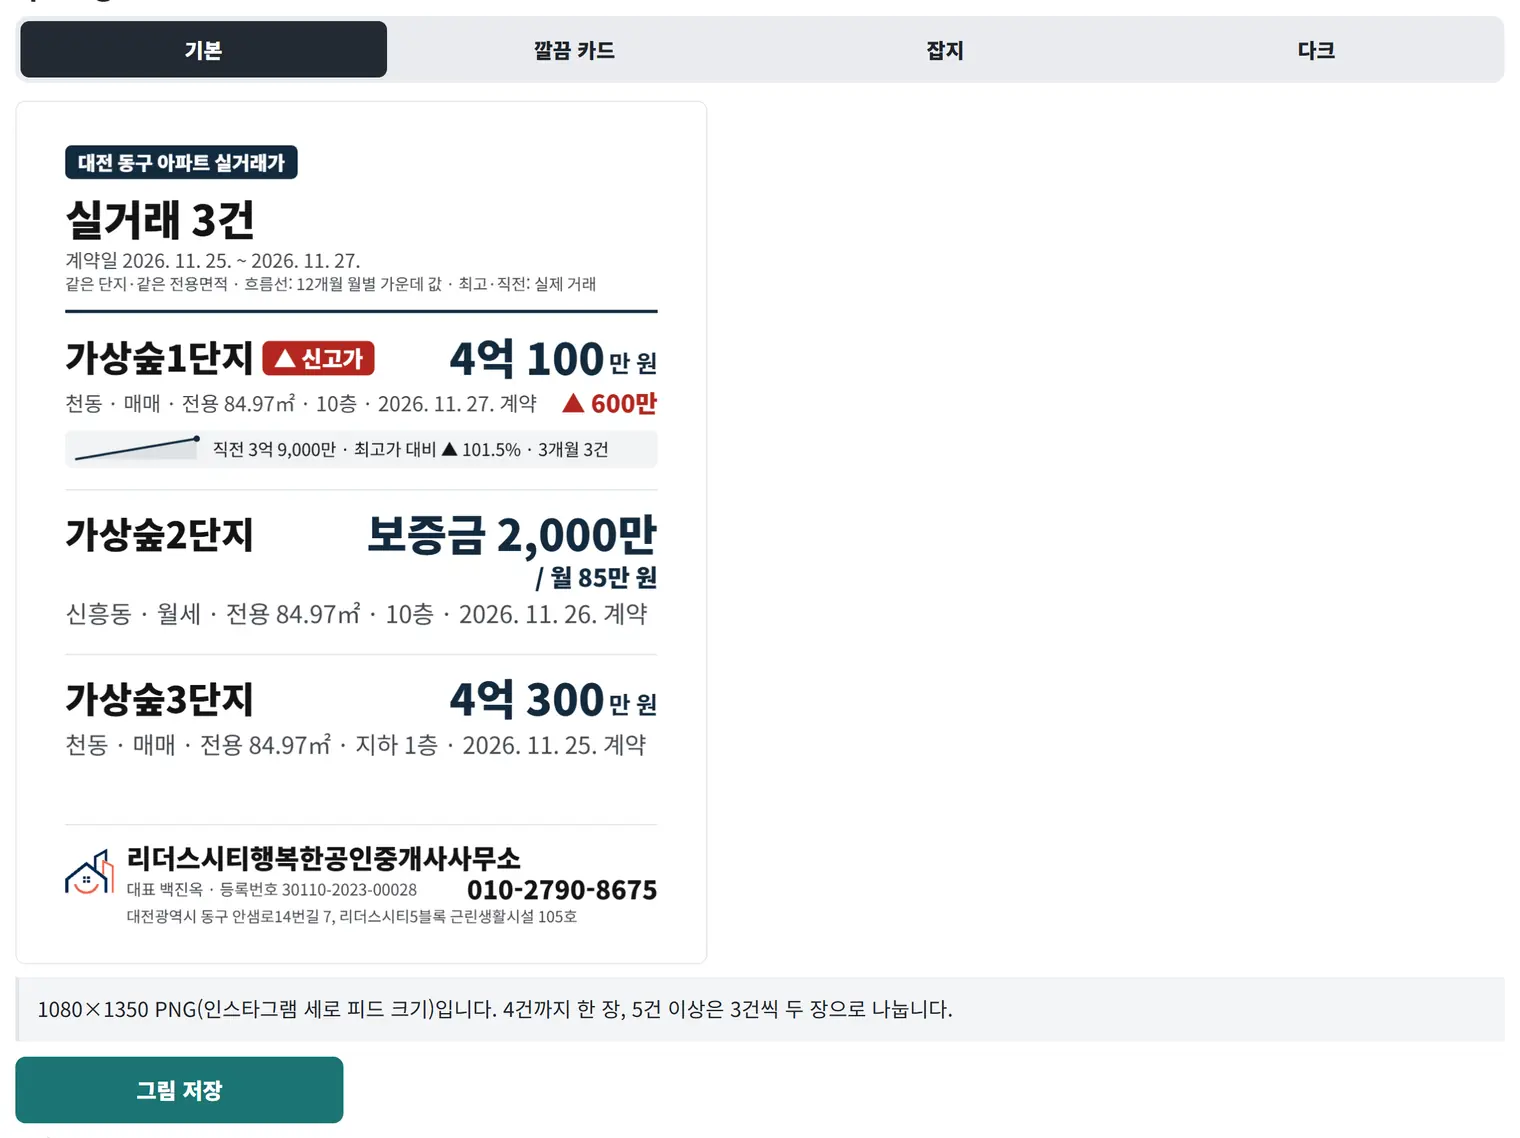 기본
깔끔 카드
잡지
다크
대전 동구 아파트 실거래가
실거래 3건
계약일 2026. 11. 25. ~ 2026. 11. 27.
같은 단지·같은 전용면적 · 흐름선: 12개월 월별 가운데 값 · 최고·직전: 실제 거래
가상숲1단지 ▲ 신고가 4억 100만 원
천동 · 매매 · 전용 84.97㎡ · 10층 · 2026. 11. 27. 계약 ▲ 600만
직전 3억 9,000만 · 최고가 대비 ▲ 101.5% · 3개월 3건
가상숲2단지 보증금 2,000만
/ 월 85만 원
신흥동 · 월세 · 전용 84.97㎡ · 10층 · 2026. 11. 26. 계약
가상숲3단지 4억 300만 원
천동 · 매매 · 전용 84.97㎡ · 지하 1층 · 2026. 11. 25. 계약
리더스시티행복한공인중개사사무소
대표 백진옥 · 등록번호 30110-2023-00028 010-2790-8675
대전광역시 동구 안샘로14번길 7, 리더스시티5블록 근린생활시설 105호
1080×1350 PNG(인스타그램 세로 피드 크기)입니다. 4건까지 한 장, 5건 이상은 3건씩 두 장으로 나눕니다.
그림 저장